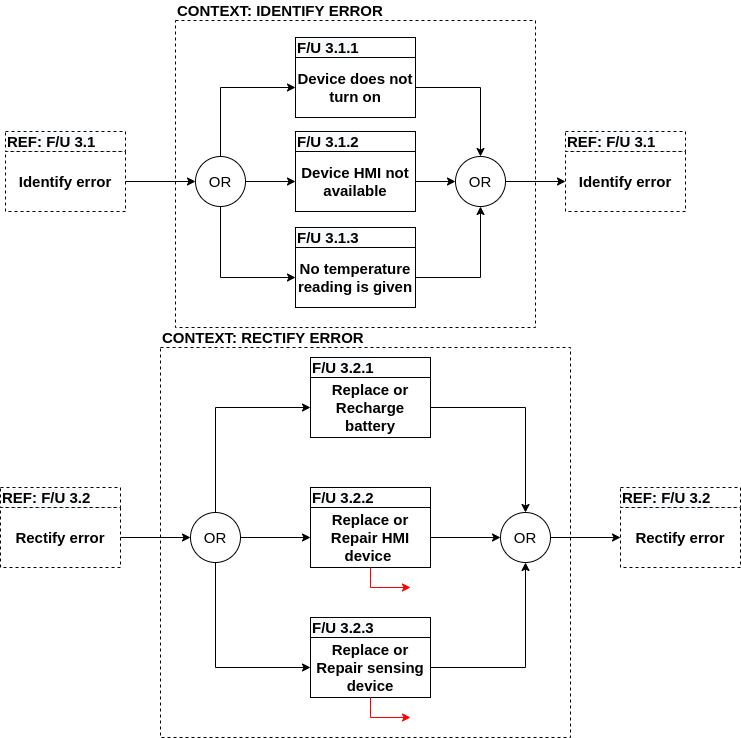 CONTEXT: IDENTIFY ERROR
F/U 3.1.1
Device does not
turn on
REF: F/U 3.1
Identify error
OR
F/U 3.1.2
Device HMI not
available
OR
REF: F/U 3.1
Identify error
F/U 3.1.3
No temperature
reading is given
CONTEXT: RECTIFY ERROR
F/U 3.2.1
Replace or
Recharge
battery
REF: F/U 3.2
Rectify error
OR
F/U 3.2.2
Replace or
Repair HMI
device
OR
REF: F/U 3.2
Rectify error
F/U 3.2.3
Replace or
Repair sensing
device